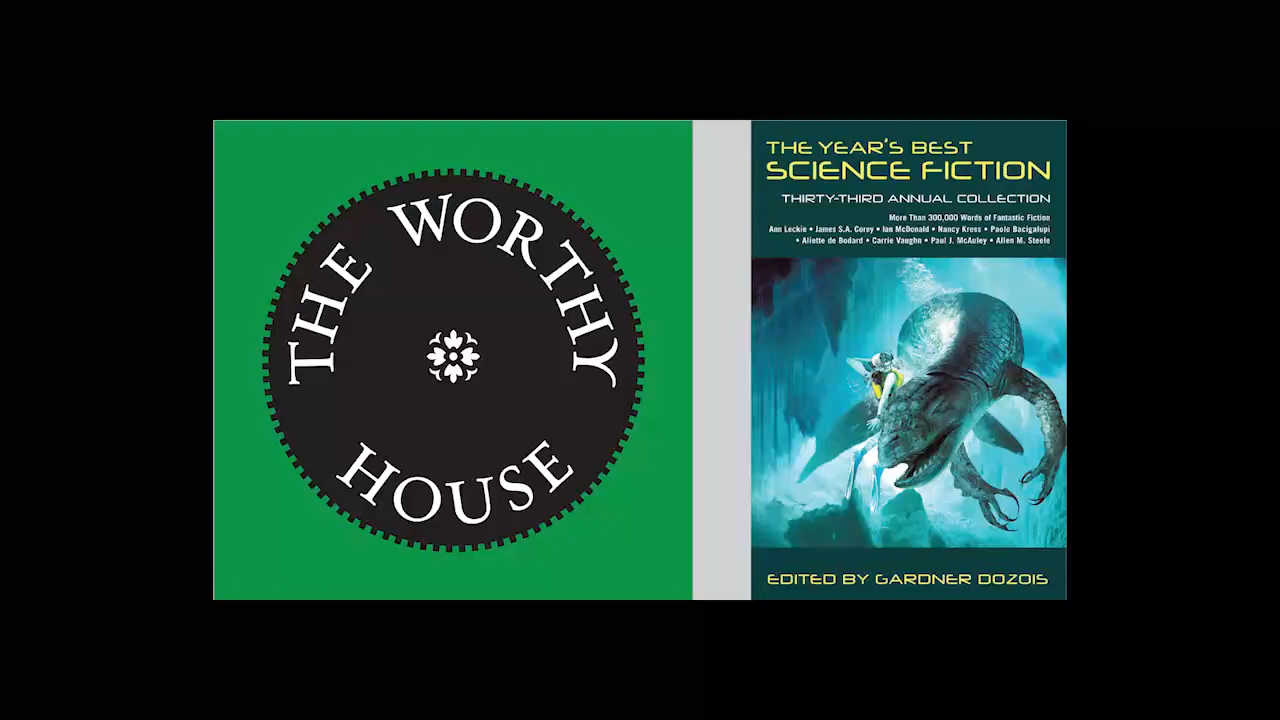 THE WORTHY
HOUSE
THE YEAR'S BEST
SCIENCE FICTION
THIRTY-THIRD ANNUAL COLLECTION
More Than 300,000 Words of Fantastic Fiction
Ann Leckie • James S.A. Corey • Ian McDonald • Nancy Kress • Paolo Bacigalupi
• Aliette de Bodard • Carrie Vaughn • Paul J. McAuley • Allen M. Steele
EDITED BY GARDNER DOZOIS